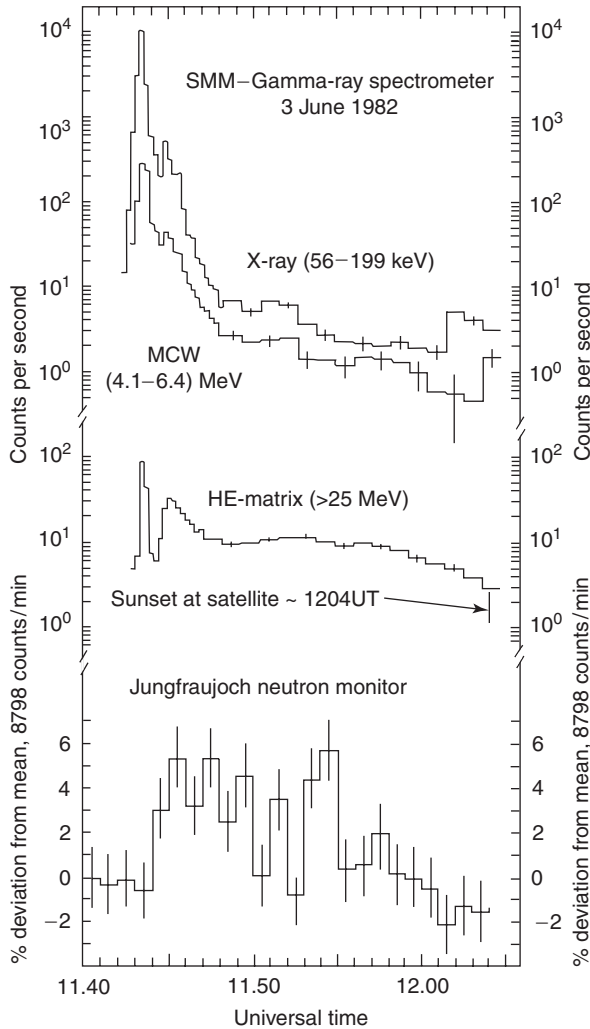 SMM–Gamma-ray spectrometer
3 June 1982
10⁴
10³
10²
10¹
10⁰
10⁴
10³
10²
10¹
10⁰
Counts per second
Counts per second
X-ray (56–199 keV)
MCW
(4.1–6.4) MeV
10²
10¹
10⁰
10²
10¹
10⁰
HE-matrix (>25 MeV)
Sunset at satellite ~ 1204UT
Jungfraujoch neutron monitor
% deviation from mean, 8798 counts/min
% deviation from mean, 8798 counts/min
6
4
2
0
−2
6
4
2
0
−2
11.40
11.50
12.00
Universal time